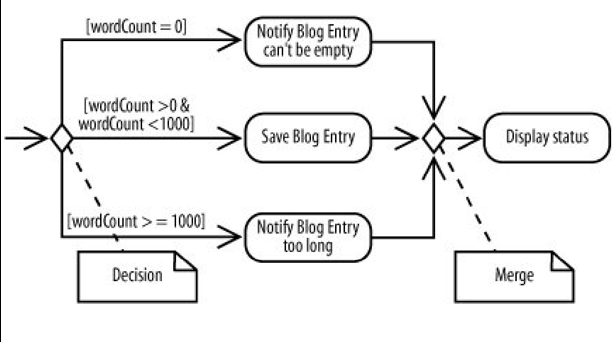 [wordCount = 0]
Notify Blog Entry
can't be empty
[wordCount >0 &
wordCount <1000]
Save Blog Entry
Display status
[wordCount > = 1000]
Notify Blog Entry
too long
Decision
Merge